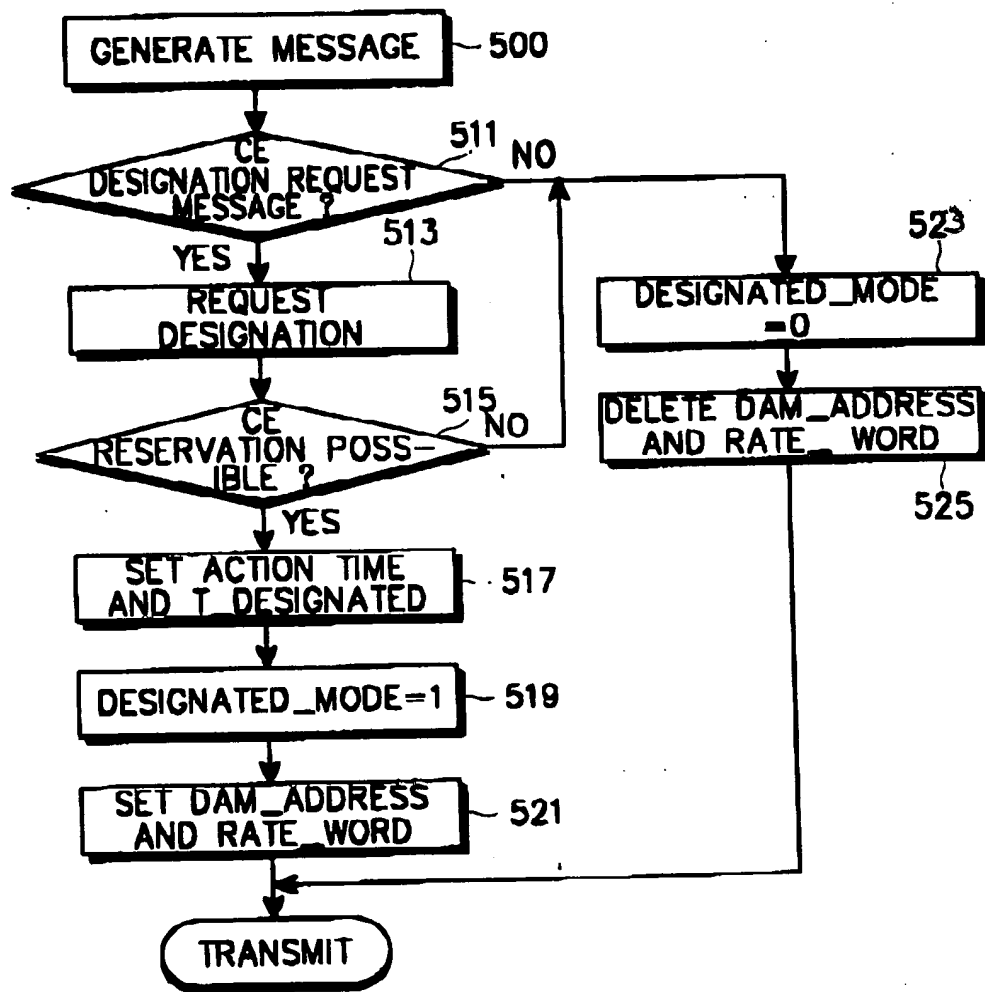 GENERATE MESSAGE
500
CE
DESIGNATION REQUEST
MESSAGE ?
511
NO
YES
513
REQUEST
DESIGNATION
CE
RESERVATION POSS-
IBLE ?
515
NO
YES
SET ACTION TIME
AND T_DESIGNATED
517
DESIGNATED_MODE=1
519
SET DAM_ADDRESS
AND RATE_WORD
521
523
DESIGNATED_MODE
=0
DELETE DAM_ADDRESS
AND RATE_ WORD
525
TRANSMIT